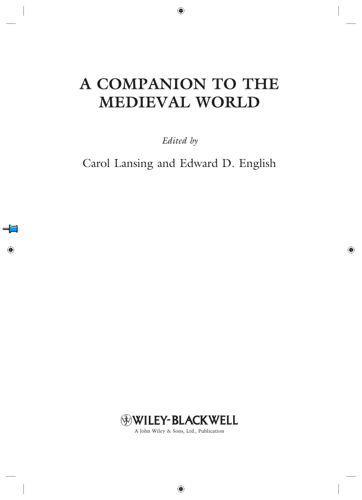 A COMPANION TO THE
MEDIEVAL WORLD
Edited by
Carol Lansing and Edward D. English
WILEY-BLACKWELL
A John Wiley & Sons, Ltd., Publication